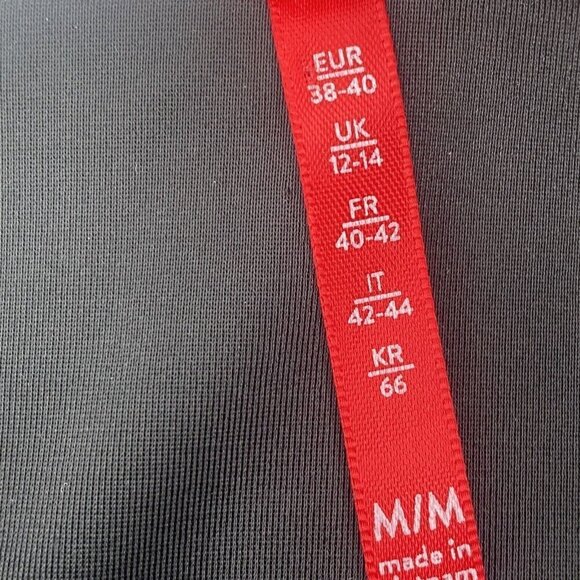 EUR
38-40
UK
12-14
FR
40-42
IT
42-44
KR
66
M/M
made in